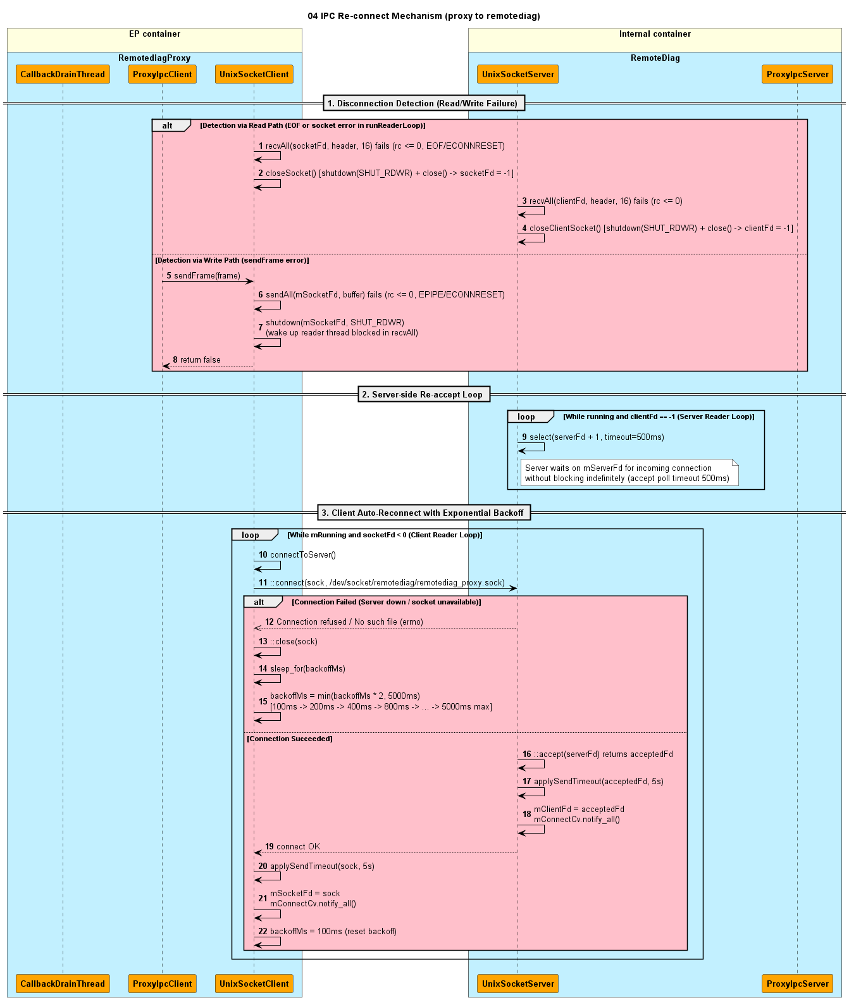 04 IPC Re-connect Mechanism (proxy to remotediag)
EP container
Internal container
RemotediagProxy
RemoteDiag
CallbackDrainThread
ProxyIpcClient
UnixSocketClient
UnixSocketServer
ProxyIpcServer
1. Disconnection Detection (Read/Write Failure)
alt [Detection via Read Path (EOF or socket error in runReaderLoop)]
1 recvAll(socketFd, header, 16) fails (rc <= 0, EOF/ECONNRESET)
2 closeSocket() [shutdown(SHUT_RDWR) + close() -> socketFd = -1]
3 recvAll(clientFd, header, 16) fails (rc <= 0)
4 closeClientSocket() [shutdown(SHUT_RDWR) + close() -> clientFd = -1]
[Detection via Write Path (sendFrame error)]
5 sendFrame(frame)
6 sendAll(mSocketFd, buffer) fails (rc <= 0, EPIPE/ECONNRESET)
7 shutdown(mSocketFd, SHUT_RDWR)
(wake up reader thread blocked in recvAll)
8 return false
2. Server-side Re-accept Loop
loop [While running and clientFd == -1 (Server Reader Loop)]
9 select(serverFd + 1, timeout=500ms)
Server waits on mServerFd for incoming connection
without blocking indefinitely (accept poll timeout 500ms)
3. Client Auto-Reconnect with Exponential Backoff
loop [While mRunning and socketFd < 0 (Client Reader Loop)]
10 connectToServer()
11 ::connect(sock, /dev/socket/remotediag/remotediag_proxy.sock)
alt [Connection Failed (Server down / socket unavailable)]
12 Connection refused / No such file (errno)
13 ::close(sock)
14 sleep_for(backoffMs)
15 backoffMs = min(backoffMs * 2, 5000ms)
[100ms -> 200ms -> 400ms -> 800ms -> ... -> 5000ms max]
[Connection Succeeded]
16 ::accept(serverFd) returns acceptedFd
17 applySendTimeout(acceptedFd, 5s)
18 mClientFd = acceptedFd
mConnectCv.notify_all()
19 connect OK
20 applySendTimeout(sock, 5s)
21 mSocketFd = sock
mConnectCv.notify_all()
22 backoffMs = 100ms (reset backoff)
CallbackDrainThread
ProxyIpcClient
UnixSocketClient
UnixSocketServer
ProxyIpcServer